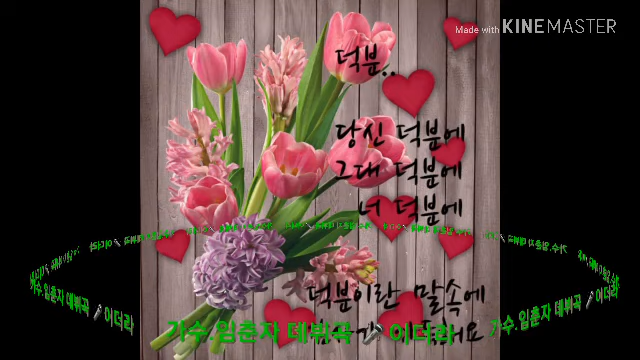 Made with KINEMASTER
덕분..
당신 덕분에
그대 덕분에
너 덕분에
덕분이란 말속에
가수.임춘자 데뷔곡 🎤 이더라
가수.임춘자 데뷔곡 🎤 이더라
가수.임춘자 데뷔곡 🎤 이더라